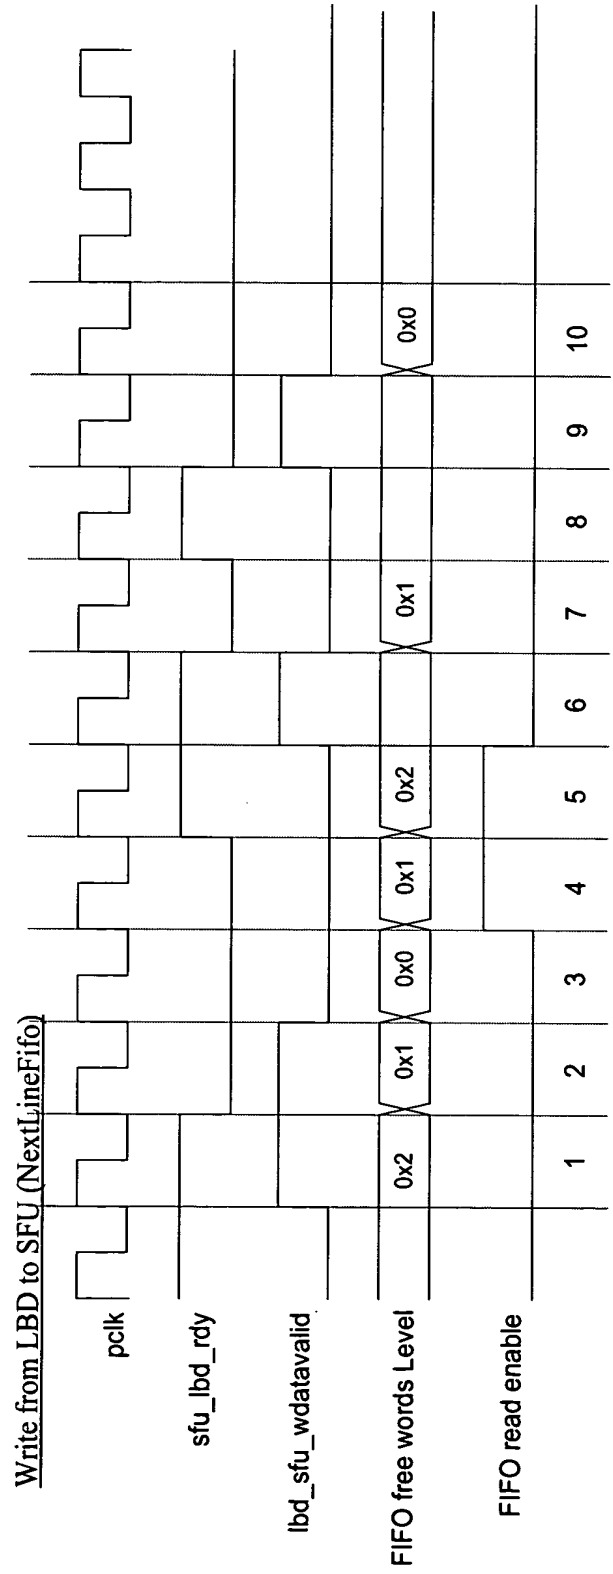 Write from LBD to SFU (NextLineFifo)
pclk
sfu_lbd_rdy
lbd_sfu_wdatavalid
FIFO free words Level 0x2 0x1 0x0 0x1 0x2 0x1 0x0
FIFO read enable
1 2 3 4 5 6 7 8 9 10